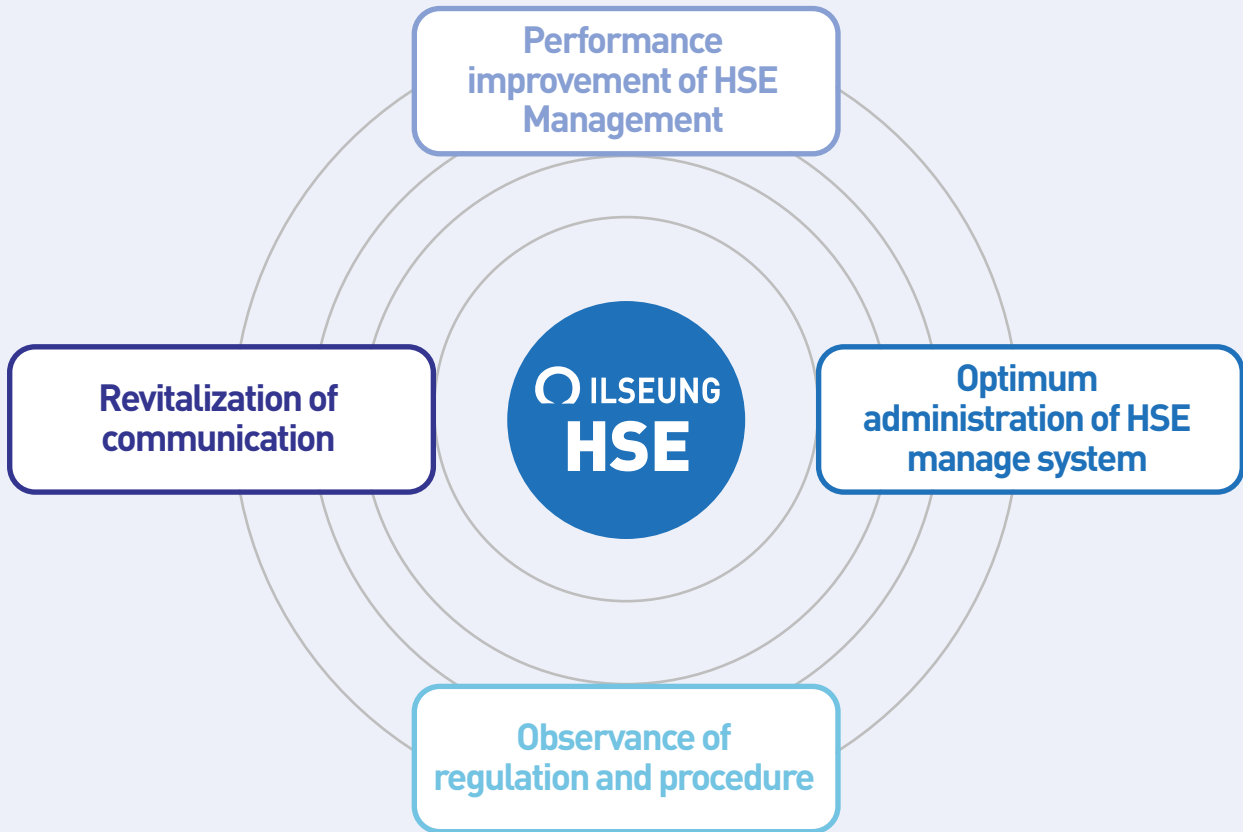 Performance
improvement of HSE
Management
Revitalization of
communication
ILSEUNG
HSE
Optimum
administration of HSE
manage system
Observance of
regulation and procedure